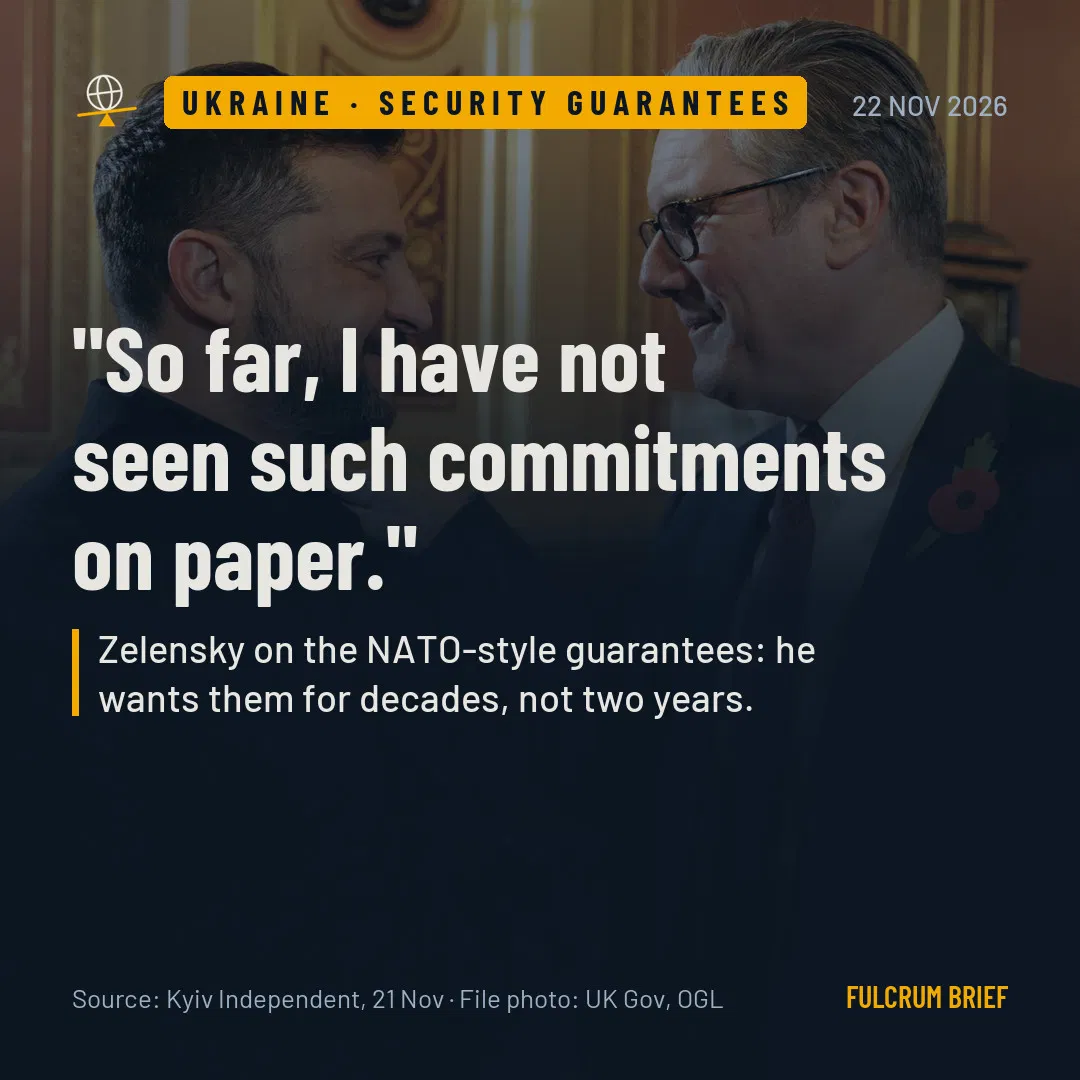 UKRAINE · SECURITY GUARANTEES
22 NOV 2026
"So far, I have not
seen such commitments
on paper."
Zelensky on the NATO-style guarantees: he
wants them for decades, not two years.
Source: Kyiv Independent, 21 Nov · File photo: UK Gov, OGL
FULCRUM BRIEF